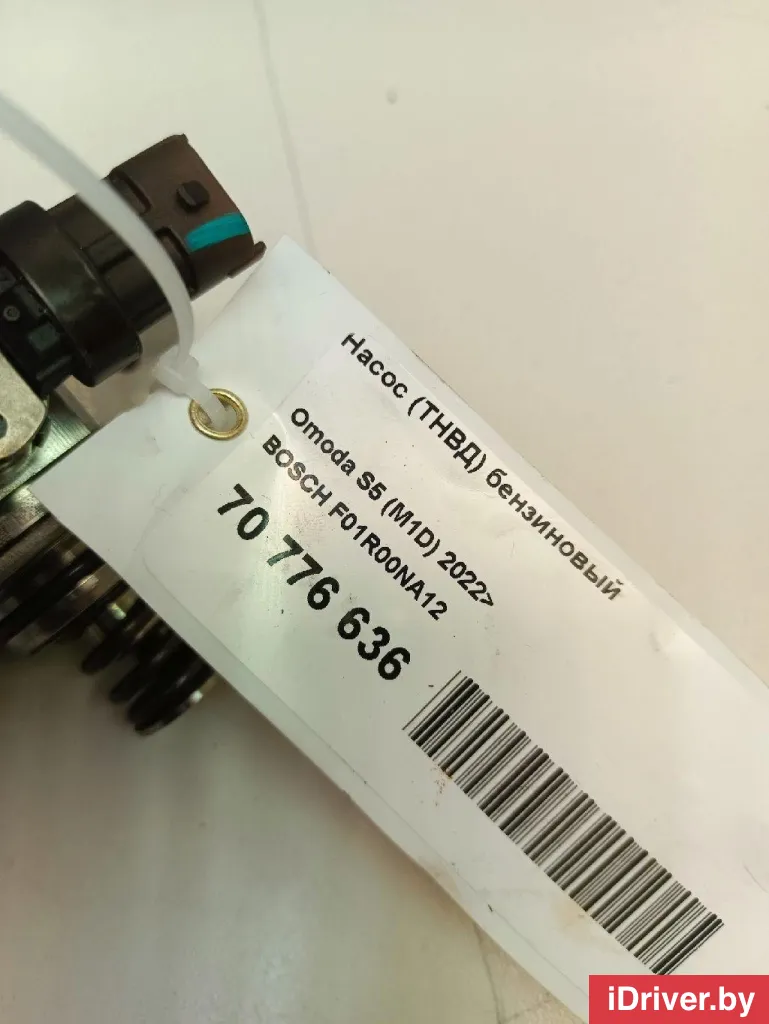 Насос (ТНВД) бензиновый
Omoda S5 (M1D) 2022>
BOSCH F01R00NA12
70 776 636
iDriver.by